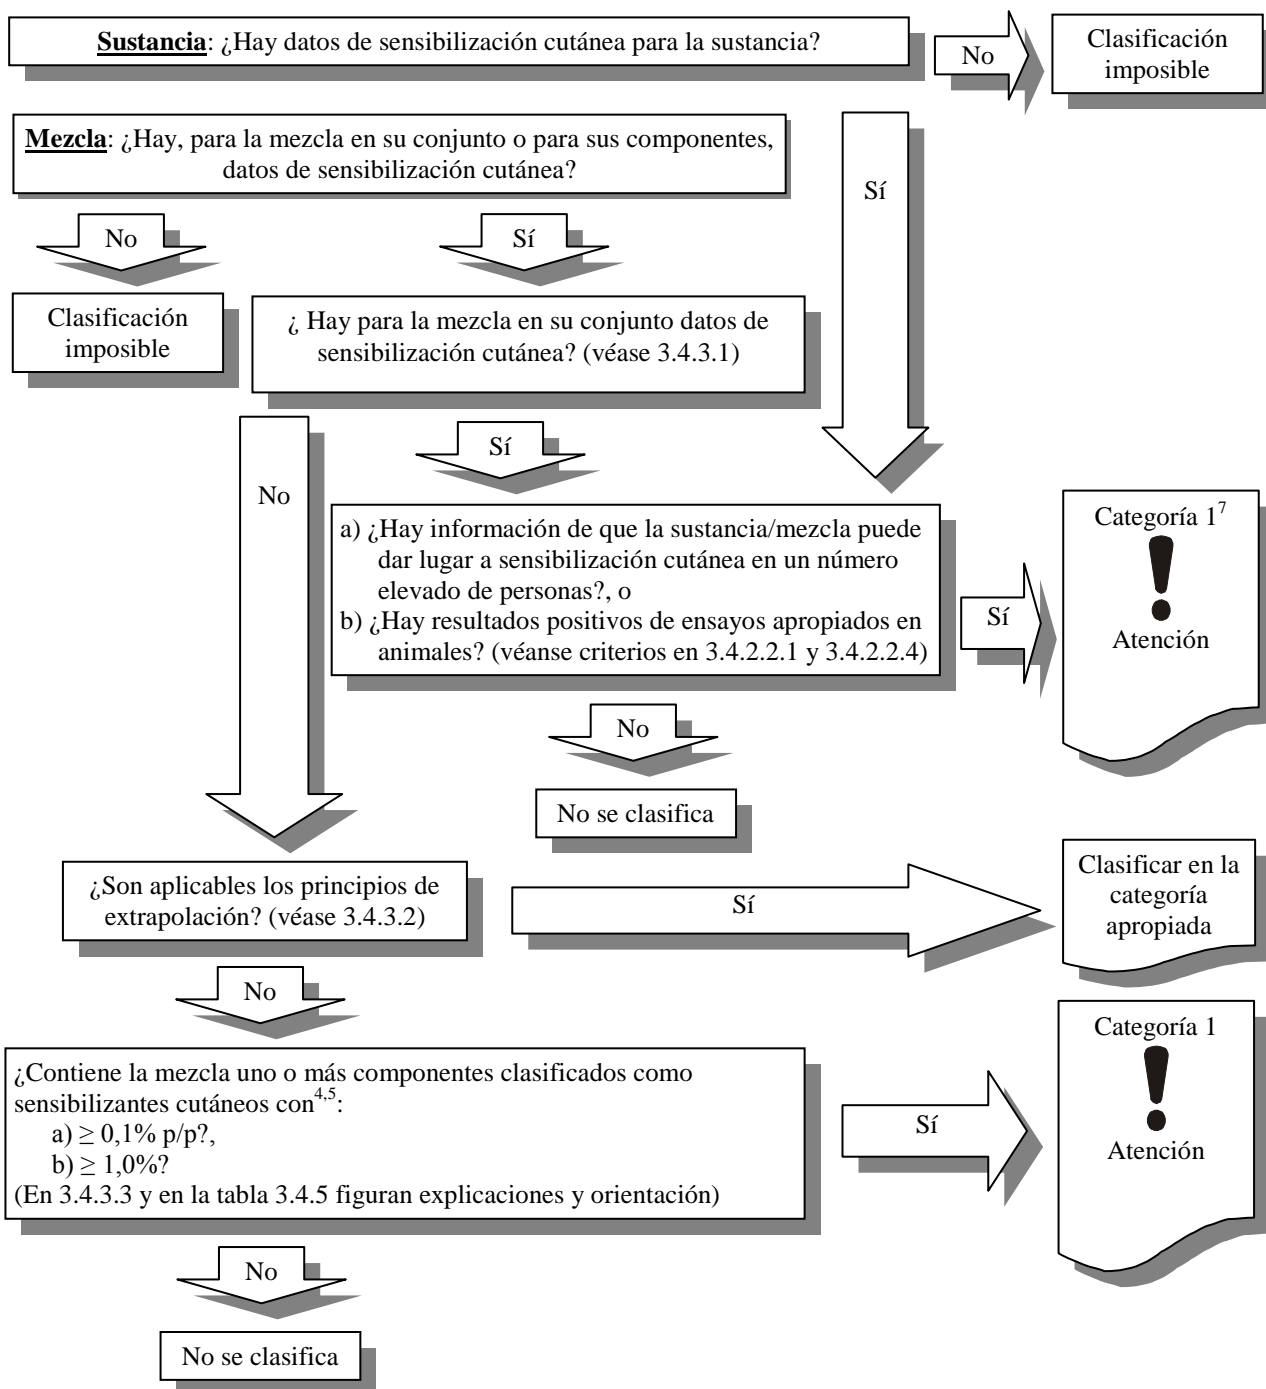 Sustancia: ¿Hay datos de sensibilización cutánea para la sustancia?
No
Clasificación
imposible
Mezcla: ¿Hay, para la mezcla en su conjunto o para sus componentes,
datos de sensibilización cutánea?
Sí
No
Sí
Clasificación
imposible
¿ Hay para la mezcla en su conjunto datos de
sensibilización cutánea? (véase 3.4.3.1)
Sí
No
a) ¿Hay información de que la sustancia/mezcla puede
dar lugar a sensibilización cutánea en un número
elevado de personas?, o
b) ¿Hay resultados positivos de ensayos apropiados en
animales? (véanse criterios en 3.4.2.2.1 y 3.4.2.2.4)
Sí
Categoría 1⁷
Atención
No
No se clasifica
¿Son aplicables los principios de
extrapolación? (véase 3.4.3.2)
Sí
Clasificar en la
categoría
apropiada
No
¿Contiene la mezcla uno o más componentes clasificados como
sensibilizantes cutáneos con⁴,⁵:
a) ≥ 0,1% p/p?,
b) ≥ 1,0%?
(En 3.4.3.3 y en la tabla 3.4.5 figuran explicaciones y orientación)
Sí
Categoría 1
Atención
No
No se clasifica